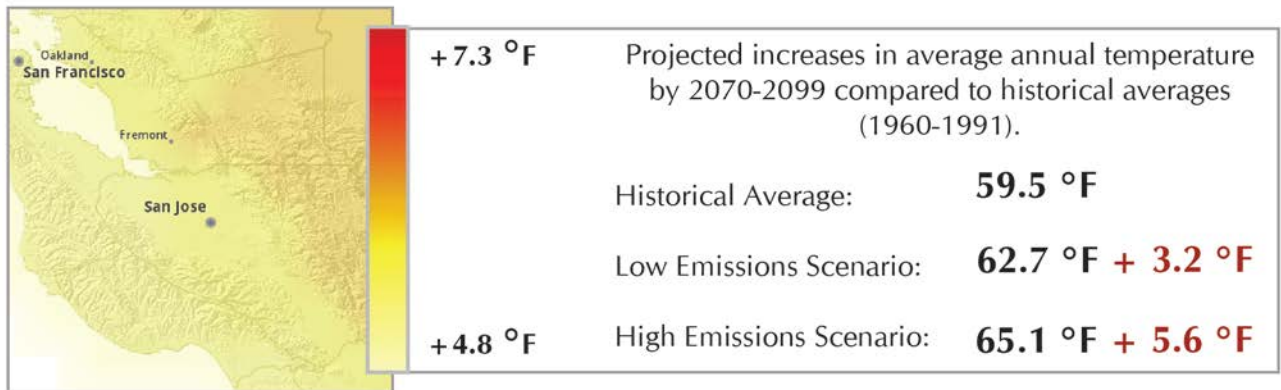 Oakland
San Francisco
Fremont
San Jose
+7.3 °F
+4.8 °F
Projected increases in average annual temperature
by 2070-2099 compared to historical averages
(1960-1991).
Historical Average: 59.5 °F
Low Emissions Scenario: 62.7 °F + 3.2 °F
High Emissions Scenario: 65.1 °F + 5.6 °F